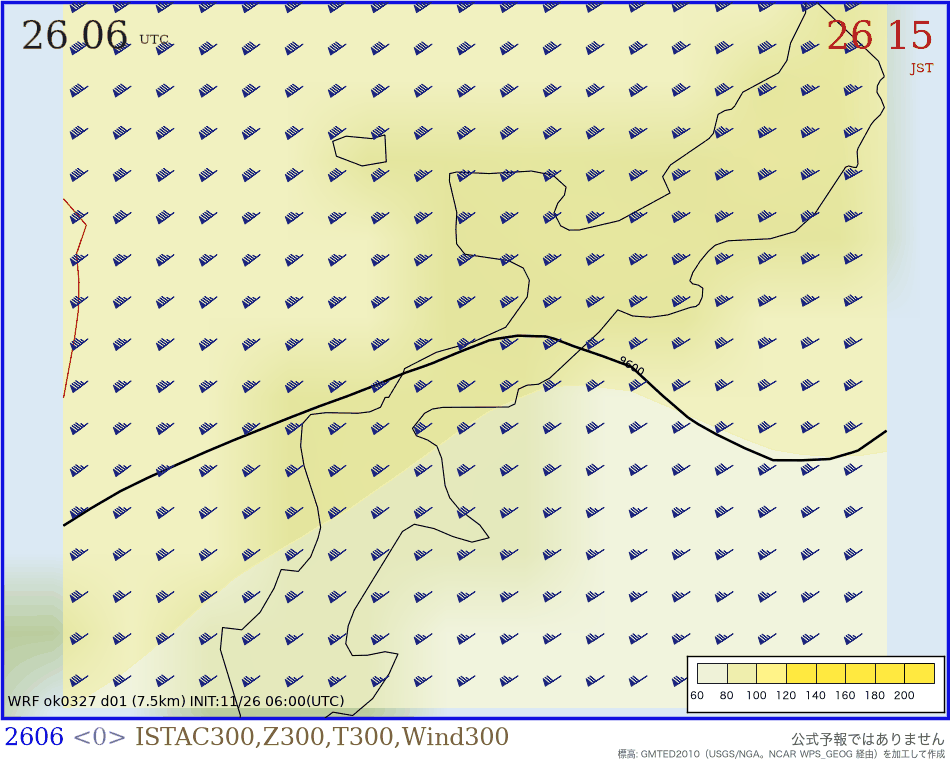 26 06 UTC
26 15
JST
9600
WRF ok0327 d01 (7.5km) INIT:11/26 06:00(UTC)
60 80 100 120 140 160 180 200
2606 <0> ISTAC300,Z300,T300,Wind300
公式予報ではありません
標高: GMTED2010（USGS/NGA。NCAR WPS_GEOG 経由）を加工して作成